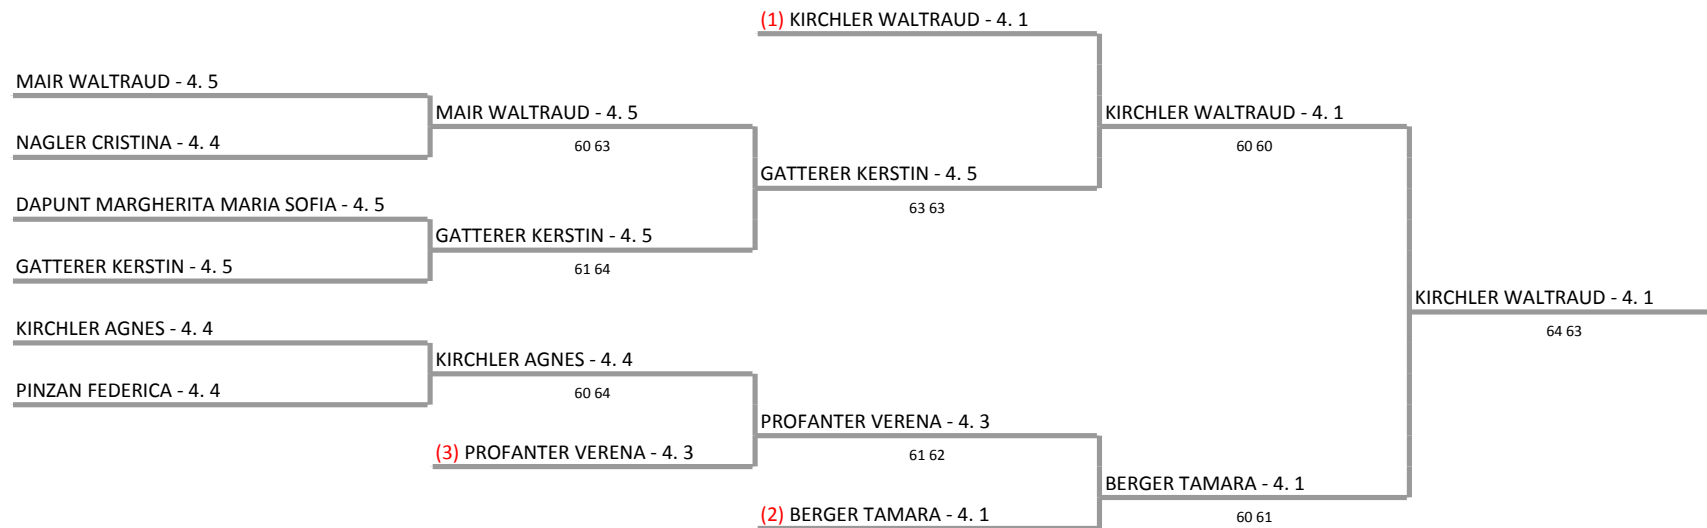 (1) KIRCHLER WALTRAUD - 4. 1
MAIR WALTRAUD - 4. 5
MAIR WALTRAUD - 4. 5
KIRCHLER WALTRAUD - 4. 1
NAGLER CRISTINA - 4. 4
60 63
60 60
GATTERER KERSTIN - 4. 5
DAPUNT MARGHERITA MARIA SOFIA - 4. 5
63 63
GATTERER KERSTIN - 4. 5
GATTERER KERSTIN - 4. 5
61 64
KIRCHLER WALTRAUD - 4. 1
KIRCHLER AGNES - 4. 4
64 63
KIRCHLER AGNES - 4. 4
PINZAN FEDERICA - 4. 4
60 64
PROFANTER VERENA - 4. 3
(3) PROFANTER VERENA - 4. 3
61 62
BERGER TAMARA - 4. 1
(2) BERGER TAMARA - 4. 1
60 61